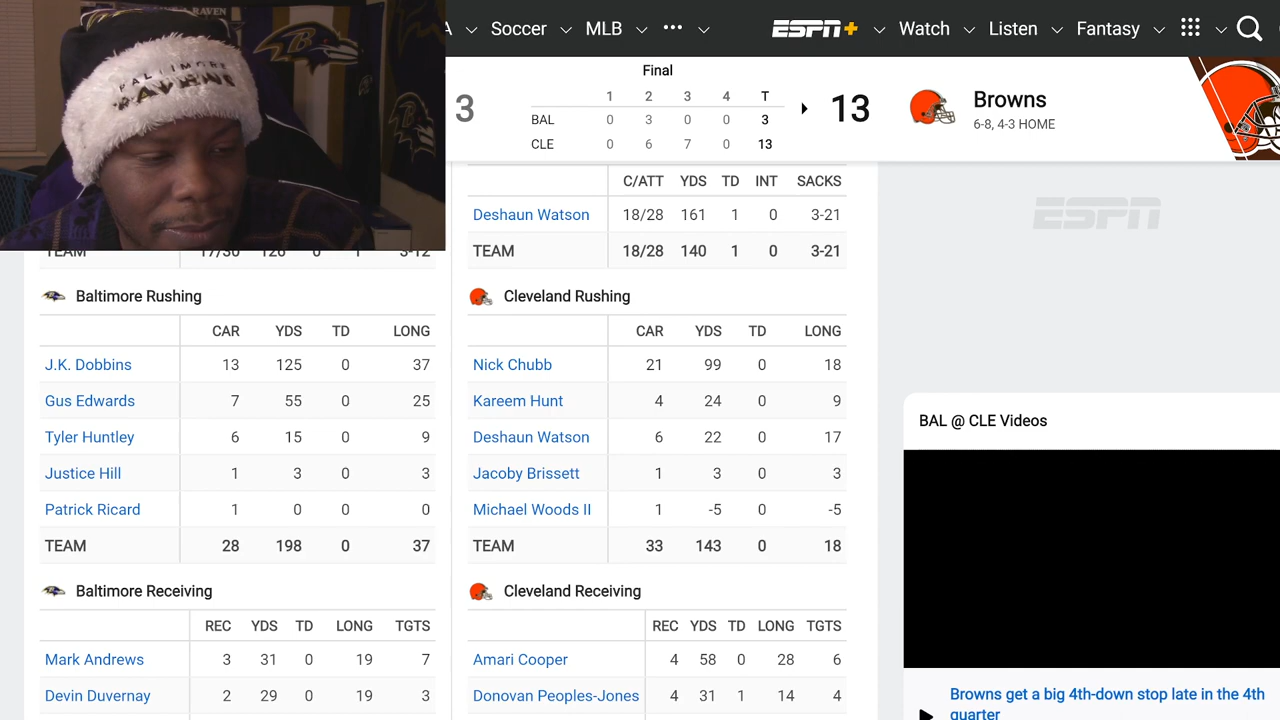 BALTIMORE
RAVENS
A Soccer MLB ••• ESPN+ Watch Listen Fantasy
Final
3 13 Browns
6-8, 4-3 HOME
1 2 3 4 T
BAL 0 3 0 0 3
CLE 0 6 7 0 13
C/ATT YDS TD INT SACKS
Deshaun Watson 18/28 161 1 0 3-21
TEAM 17/30 126 0 1 3-12
TEAM 18/28 140 1 0 3-21
ESPN
Baltimore Rushing
CAR YDS TD LONG
J.K. Dobbins 13 125 0 37
Gus Edwards 7 55 0 25
Tyler Huntley 6 15 0 9
Justice Hill 1 3 0 3
Patrick Ricard 1 0 0 0
TEAM 28 198 0 37
Cleveland Rushing
CAR YDS TD LONG
Nick Chubb 21 99 0 18
Kareem Hunt 4 24 0 9
Deshaun Watson 6 22 0 17
Jacoby Brissett 1 3 0 3
Michael Woods II 1 -5 0 -5
TEAM 33 143 0 18
Baltimore Receiving
REC YDS TD LONG TGTS
Mark Andrews 3 31 0 19 7
Devin Duvernay 2 29 0 19 3
Cleveland Receiving
REC YDS TD LONG TGTS
Amari Cooper 4 58 0 28 6
Donovan Peoples-Jones 4 31 1 14 4
BAL @ CLE Videos
Browns get a big 4th-down stop late in the 4th
quarter